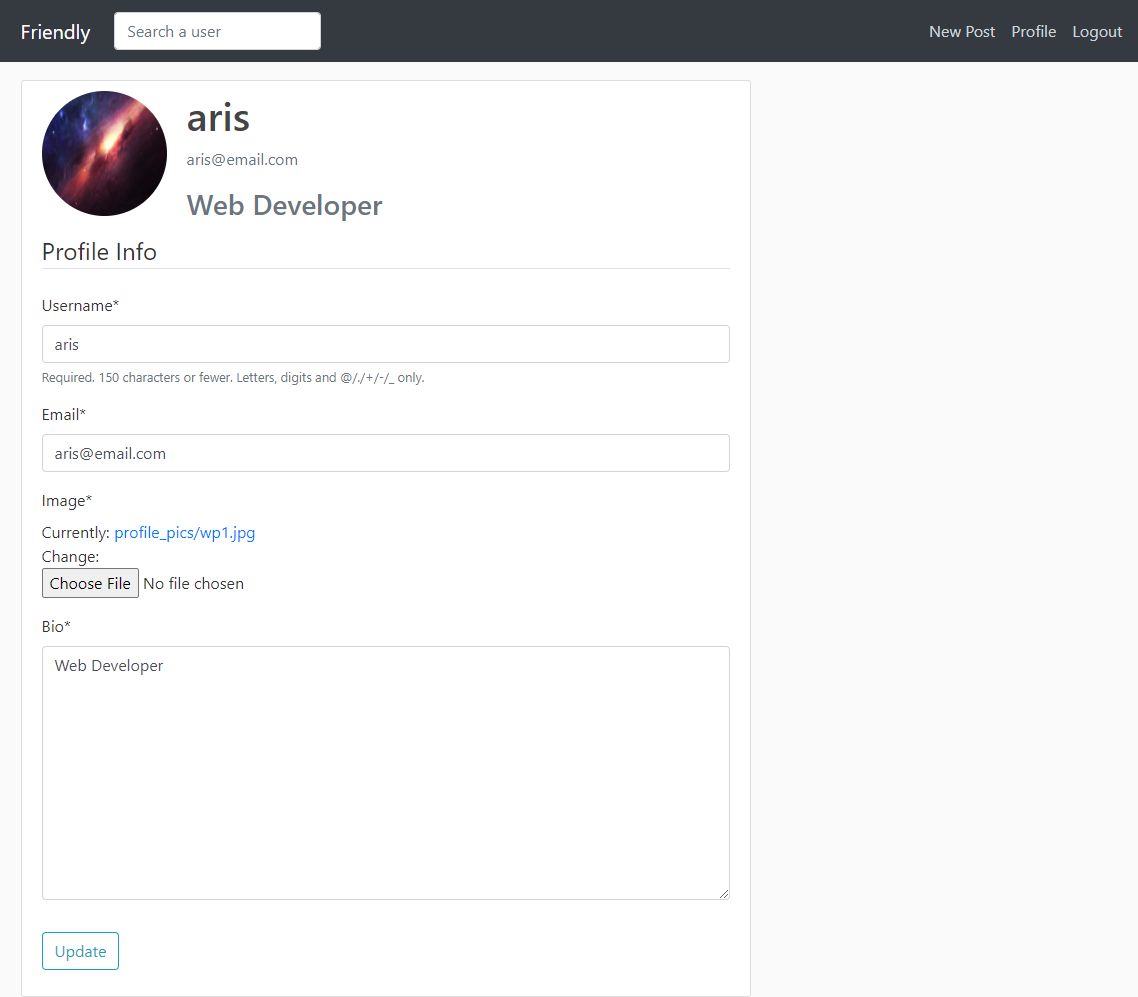 Friendly Search a user New Post Profile Logout
aris
aris@email.com
Web Developer
Profile Info
Username*
aris
Required. 150 characters or fewer. Letters, digits and @/./+/-/_ only.
Email*
aris@email.com
Image*
Currently: profile_pics/wp1.jpg
Change:
Choose File No file chosen
Bio*
Web Developer
Update